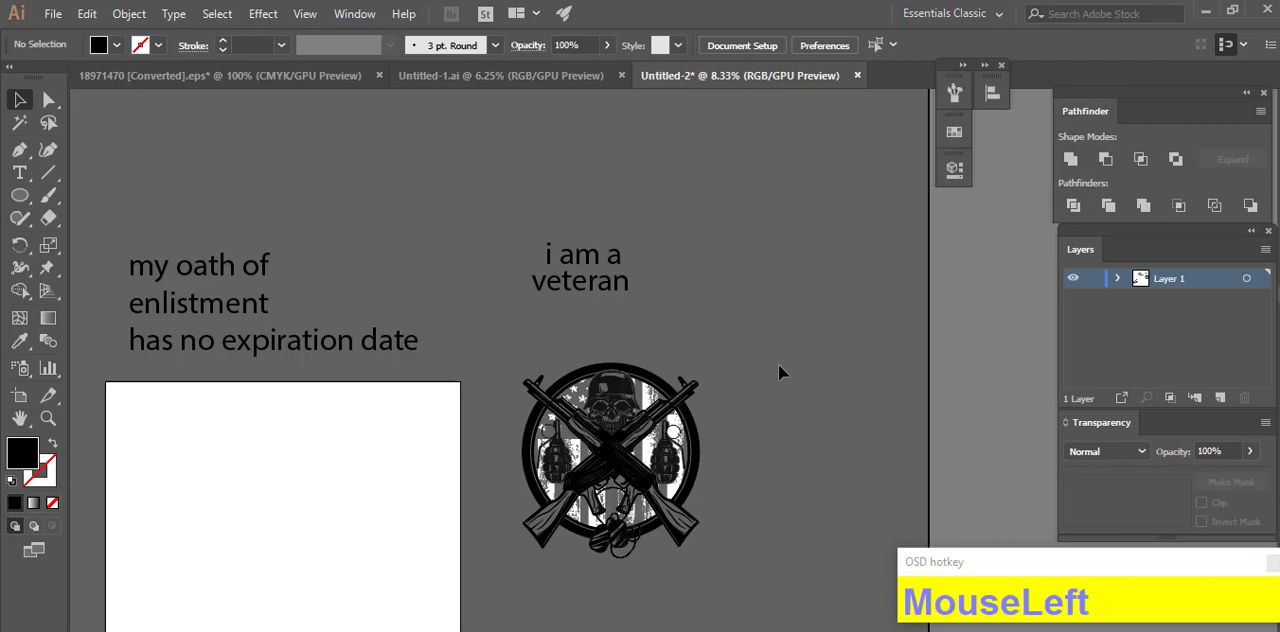 Ai File Edit Object Type Select Effect View Window Help Br St Essentials Classic Search Adobe Stock
No Selection Stroke: 3 pt. Round Opacity: 100% Style: Document Setup Preferences
18971470 [Converted].eps* @ 100% (CMYK/GPU Preview) Untitled-1.ai @ 6.25% (RGB/GPU Preview) Untitled-2* @ 8.33% (RGB/GPU Preview)
my oath of
enlistment
has no expiration date
i am a
veteran
Pathfinder
Shape Modes:
Expand
Pathfinders:
Layers
Layer 1
1 Layer
Transparency
Normal Opacity: 100%
Make Mask
Clip
Invert Mask
OSD hotkey
MouseLeft